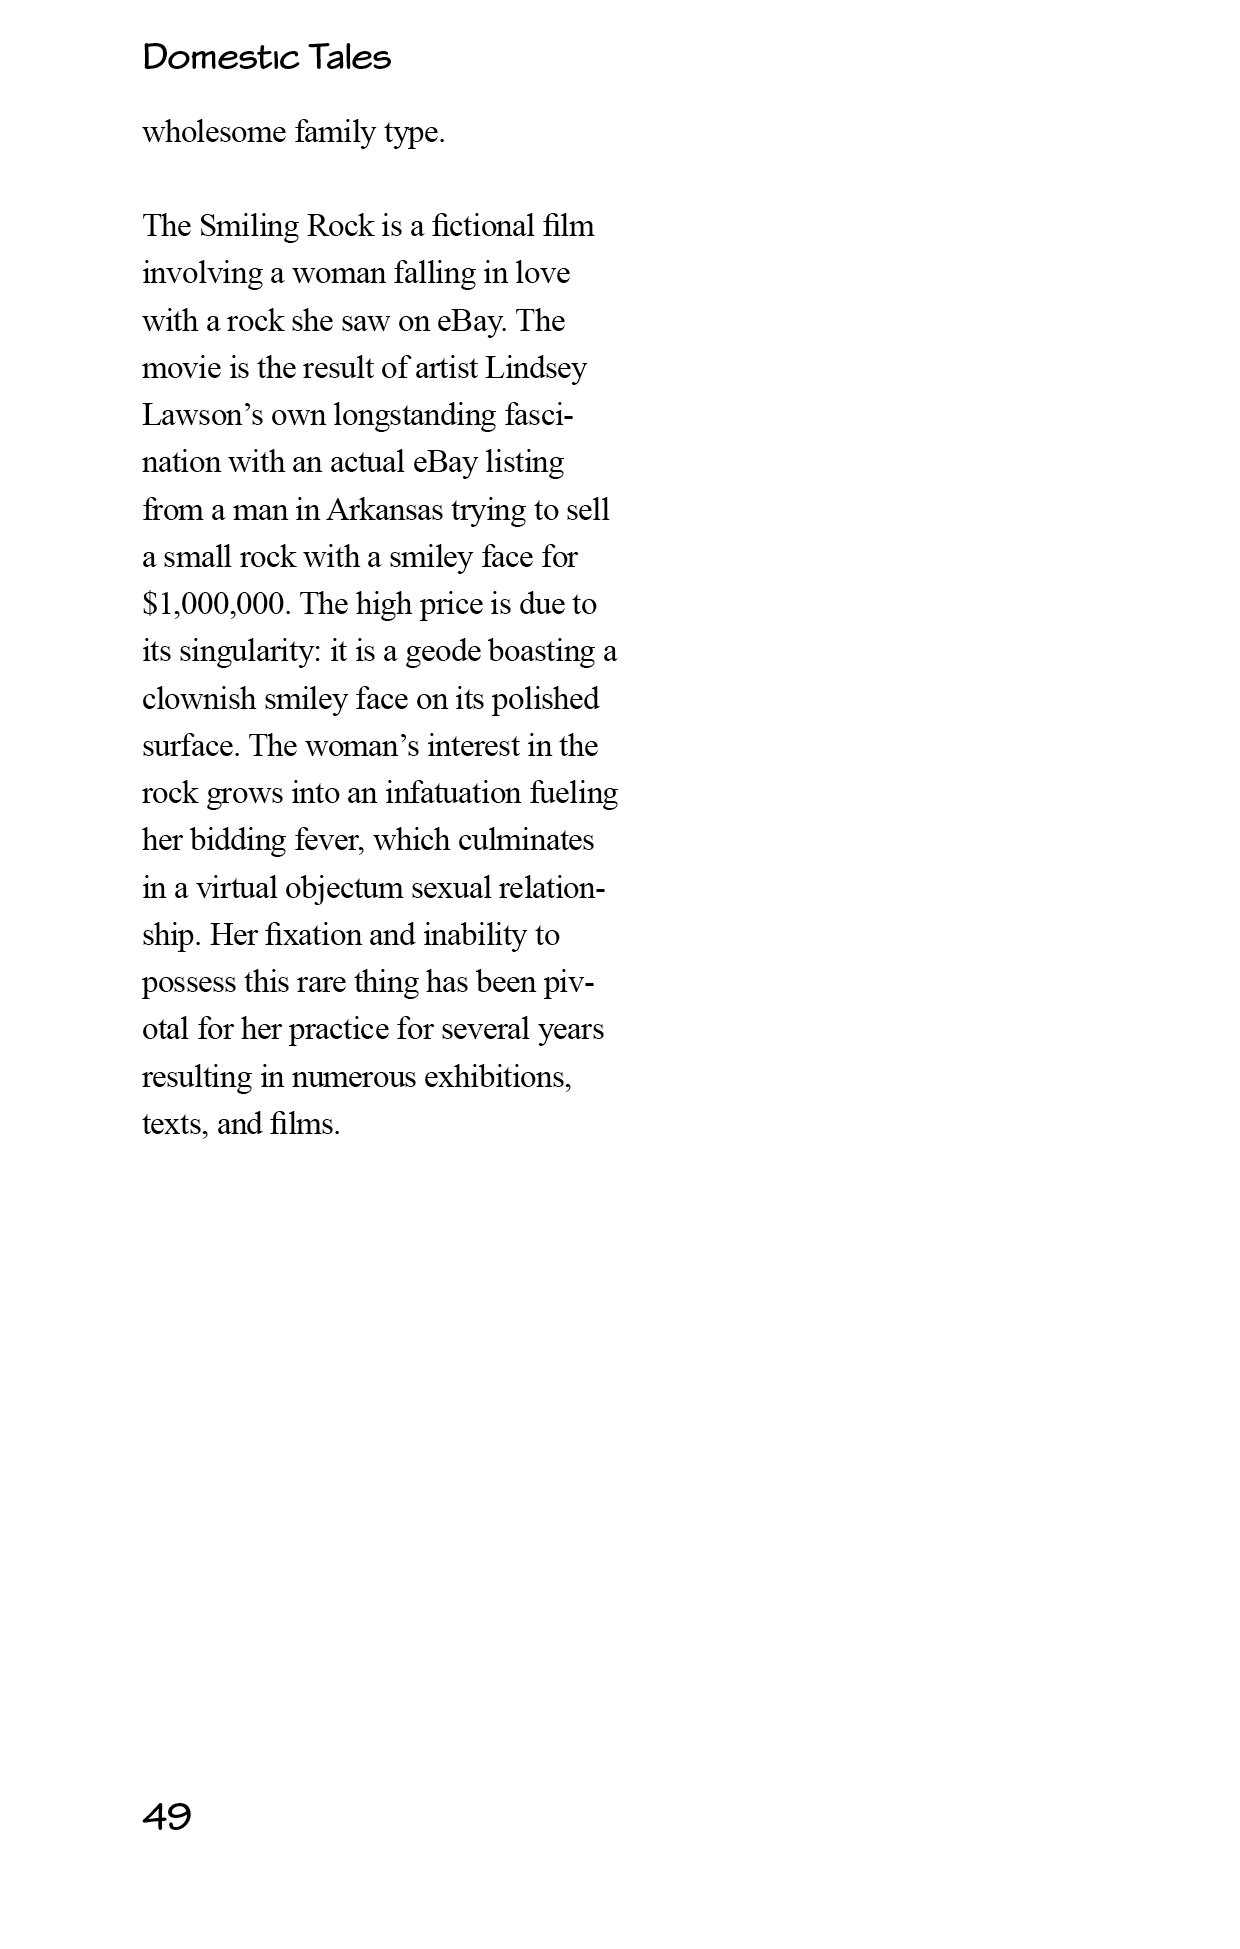 Domestic Tales
wholesome family type.
The Smiling Rock is a fictional film
involving a woman falling in love
with a rock she saw on eBay. The
movie is the result of artist Lindsey
Lawson’s own longstanding fasci-
nation with an actual eBay listing
from a man in Arkansas trying to sell
a small rock with a smiley face for
$1,000,000. The high price is due to
its singularity: it is a geode boasting a
clownish smiley face on its polished
surface. The woman’s interest in the
rock grows into an infatuation fueling
her bidding fever, which culminates
in a virtual objectum sexual relation-
ship. Her fixation and inability to
possess this rare thing has been piv-
otal for her practice for several years
resulting in numerous exhibitions,
texts, and films.
49